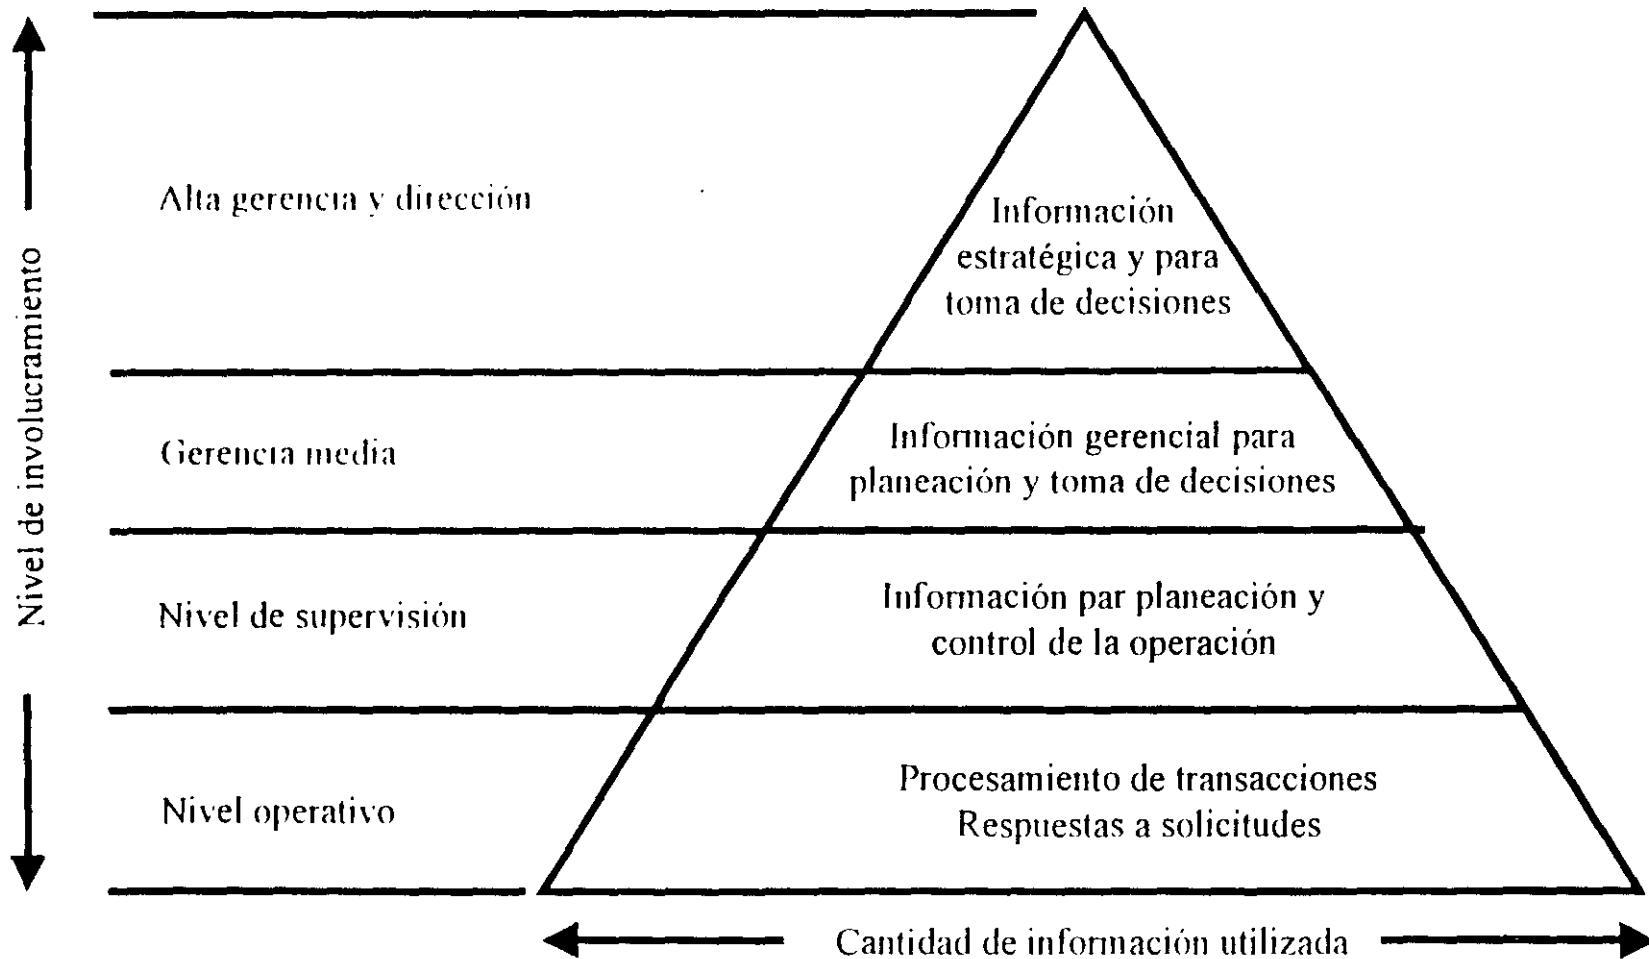 Alta gerencia y dirección
Información
estratégica y para
toma de decisiones
Nivel de involucramiento
Gerencia media
Información gerencial para
planeación y toma de decisiones
Nivel de supervisión
Información par planeación y
control de la operación
Nivel operativo
Procesamiento de transacciones
Respuestas a solicitudes
Cantidad de información utilizada